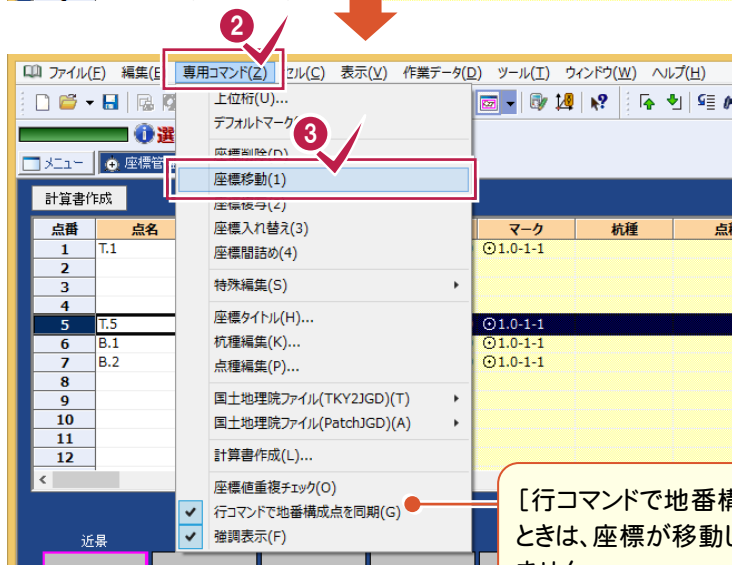 2
ファイル(F) 編集(E 専用コマンド(Z) セル(C) 表示(V) 作業データ(D) ツール(T) ウィンドウ(W) ヘルプ(H)
上位桁(U)...
デフォルトマーク
3
選
メニュー 座標管
座標削除(D)
座標移動(1)
座標複写(2)
座標入れ替え(3)
座標間詰め(4)
特殊編集(S)
座標タイトル(H)...
杭種編集(K)...
点種編集(P)...
国土地理院ファイル(TKY2JGD)(T)
国土地理院ファイル(PatchJGD)(A)
計算書作成(L)...
座標値重複チェック(O)
行コマンドで地番構成点を同期(G)
強調表示(F)
計算書作成
点番 点名 マーク 杭種 点種
1 T.1 1.0-1-1
2
3
4
5 T.5 1.0-1-1
6 B.1 1.0-1-1
7 B.2 1.0-1-1
8
9
10
11
12
近景
[行コマンドで地番構
ときは、座標が移動し
ません